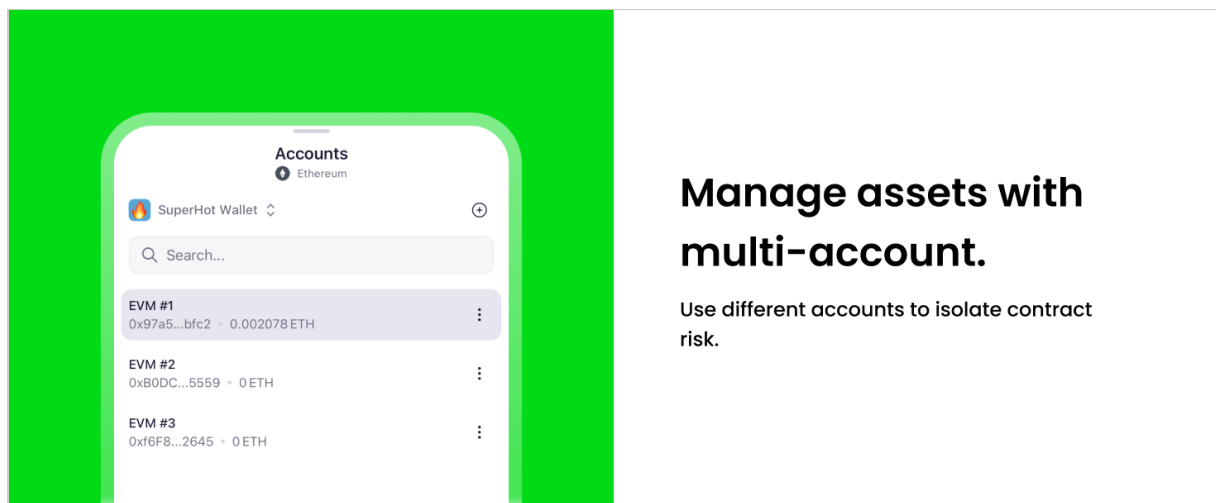 Accounts
Ethereum
SuperHot Wallet
Search...
EVM #1
0x97a5...bfc2 • 0.002078 ETH
EVM #2
0xB0DC...5559 • 0 ETH
EVM #3
0xf6F8...2645 • 0 ETH
Manage assets with
multi-account.
Use different accounts to isolate contract
risk.